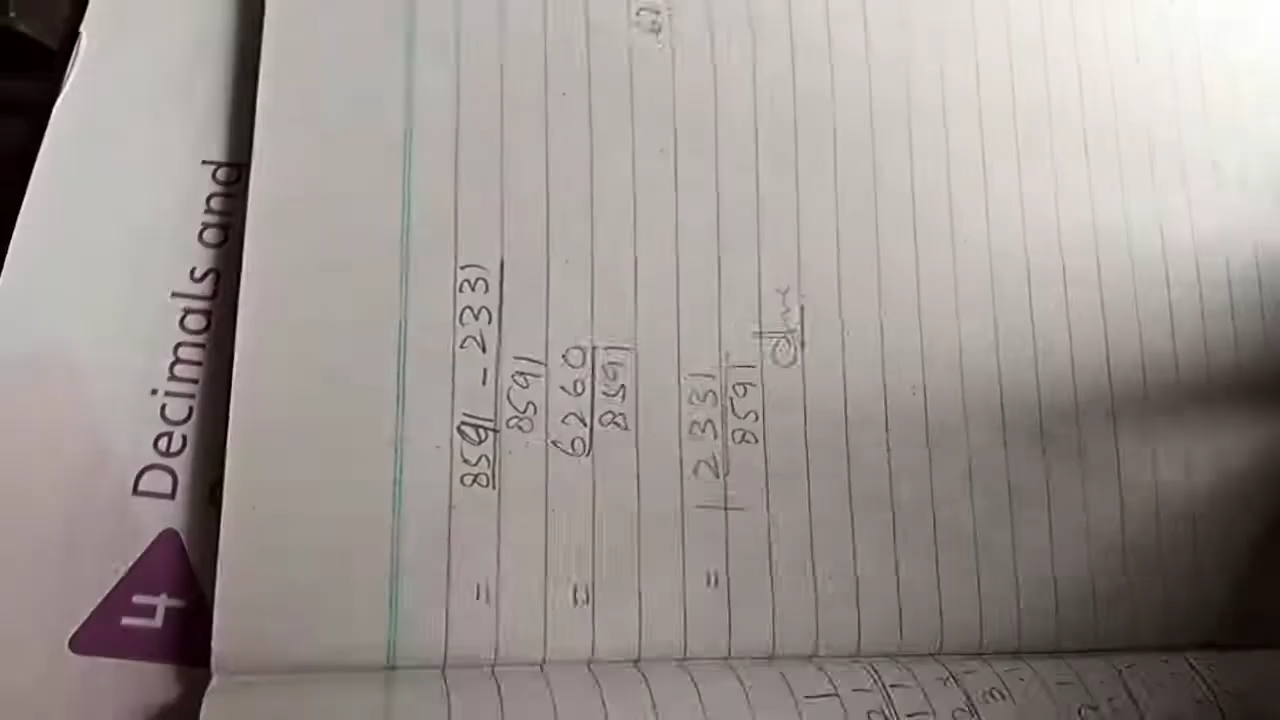 4 Decimals and
= 8591 - 2331
8591
= 6260
8591
= 1 2331
8591